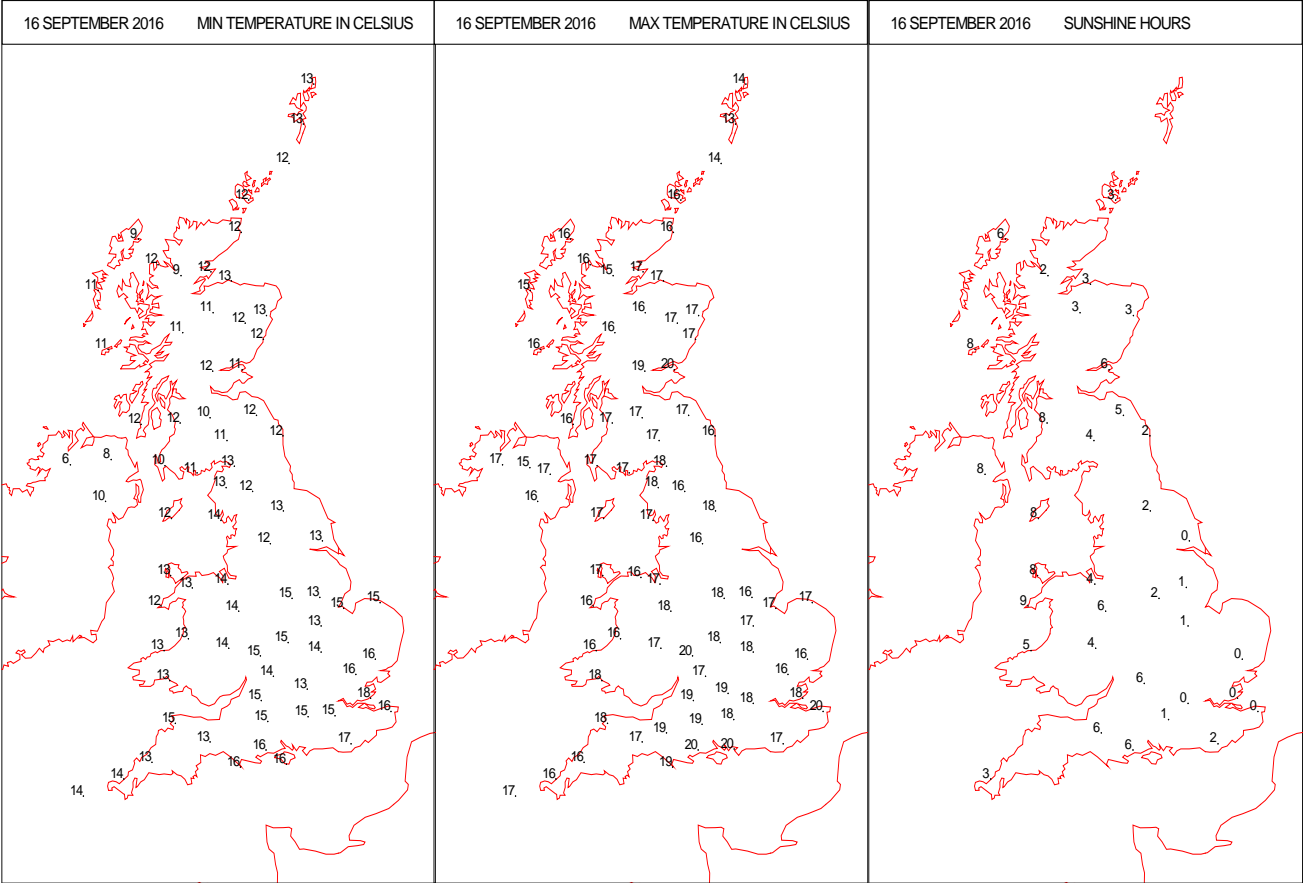 16 SEPTEMBER 2016 MIN TEMPERATURE IN CELSIUS
13
13
12
12
12
9
12
9 12
13
11
11 13
12
11 12
11
12 11
12 12 10 12
11 12
6 8 10 11 13
10 13 12
12 14 13
12 13
13 13 14
12 14 15 13 15 15
13
13 13 14 15 14
15 16
13 14 13 16
15 18
15 15 15 15 16
13 16 17
13 16 16
14
14
16 SEPTEMBER 2016 MAX TEMPERATURE IN CELSIUS
14
13
14
16
16
16
16 15 17
17
15
16 17
17
16 17
16
19 20
16 17 17 17
17 16
17 15 17 17 17 18
16 18 16
17 17 18
16
17 16 17
16 18 18 16 17 17
17
16 16 17 18 18
20 16
18 17 16
19 19 18 18
18 19 19 18 20
17 20 20 17
16 19
16
17
16 SEPTEMBER 2016 SUNSHINE HOURS
3
6
2 3
3 3
8
6
8 5
4 2
8
8 2
0
8 4 1
9 6 2
1
5 4
0
6
0 0
1 0
6
6 2
3